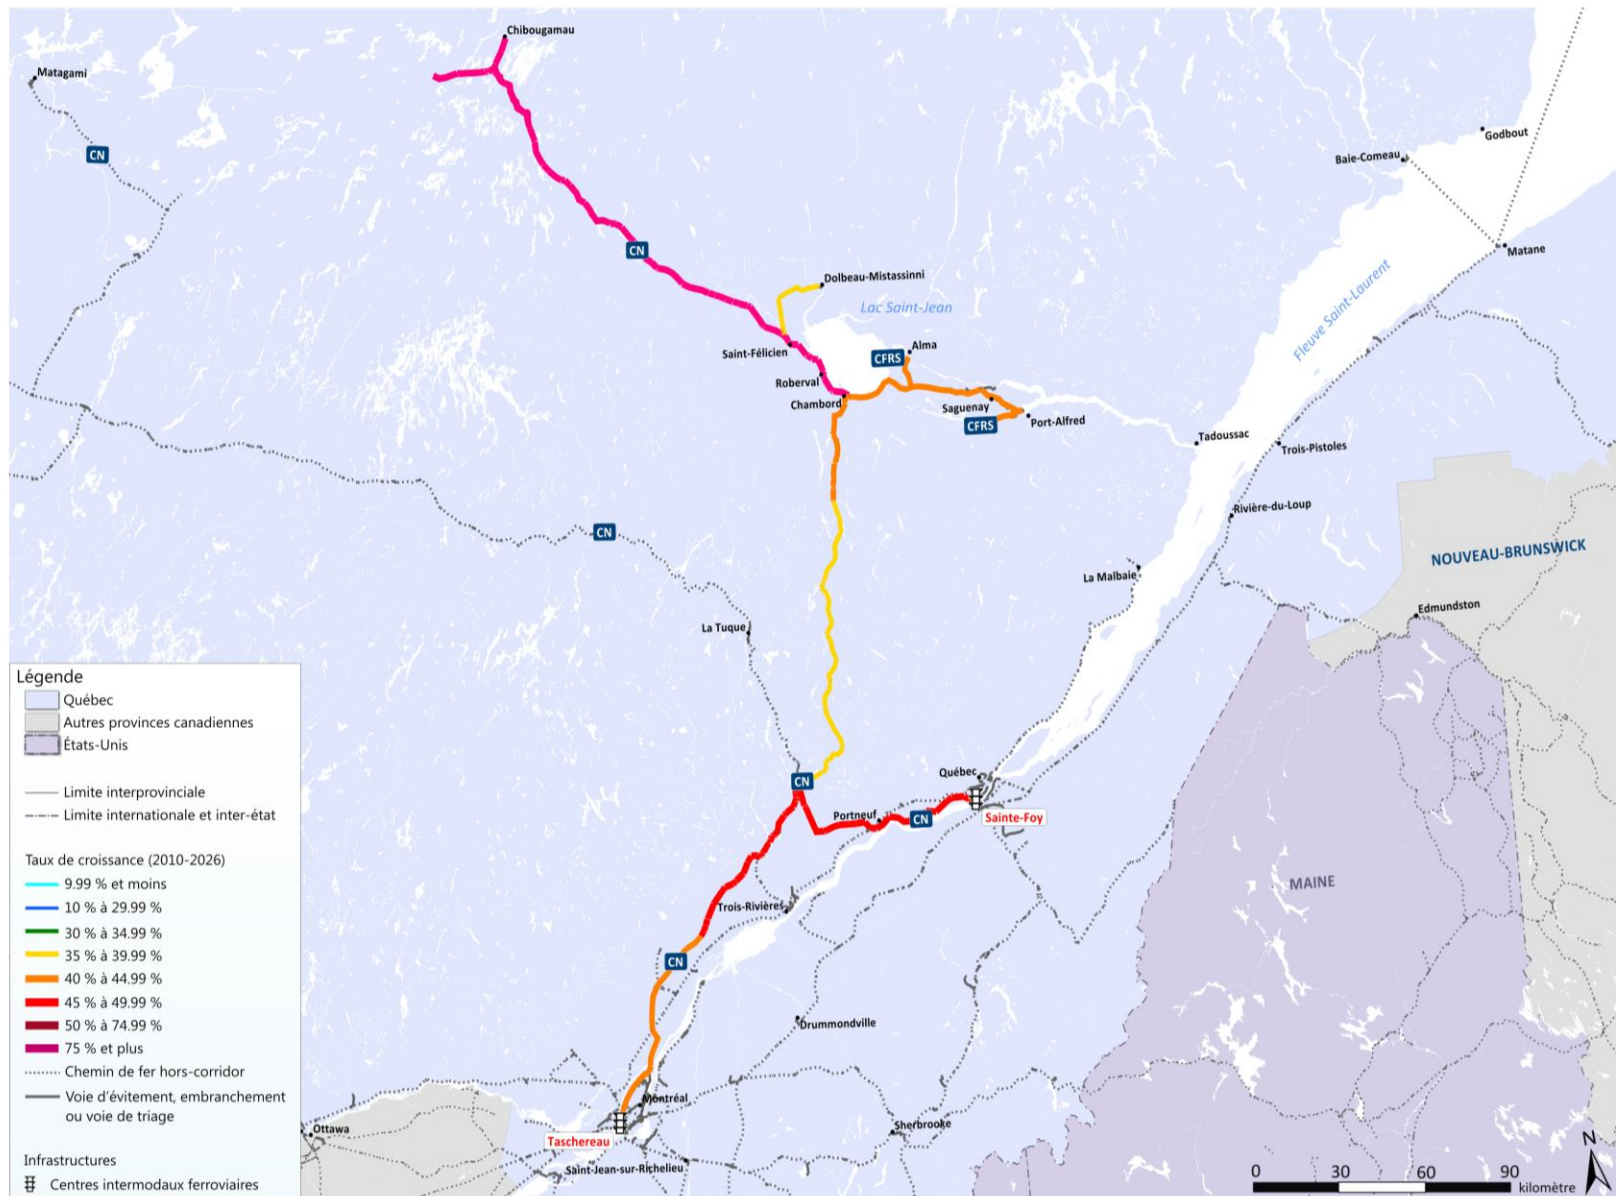 Chibougamau
Matagami
CN
Godbout
Baie-Comeau
CN
Matane
Dolbeau-Mistassinni
Lac Saint-Jean
Fleuve Saint-Laurent
Saint-Félicien
Alma
CFRS
Roberval
Chambord
Saguenay
Port-Alfred
CFRS
Tadoussac
Trois-Pistoles
Rivière-du-Loup
CN
NOUVEAU-BRUNSWICK
La Malbaie
Edmundston
La Tuque
CN
Québec
Portneuf
CN
Sainte-Foy
MAINE
Trois-Rivières
CN
Drummondville
Montréal
Sherbrooke
Ottawa
Taschereau
Saint-Jean-sur-Richelieu
Légende
Québec
Autres provinces canadiennes
États-Unis
Limite interprovinciale
Limite internationale et inter-état
Taux de croissance (2010-2026)
9.99 % et moins
10 % à 29.99 %
30 % à 34.99 %
35 % à 39.99 %
40 % à 44.99 %
45 % à 49.99 %
50 % à 74.99 %
75 % et plus
Chemin de fer hors-corridor
Voie d'évitement, embranchement
ou voie de triage
Infrastructures
Centres intermodaux ferroviaires
N
0 30 60 90
kilomètre